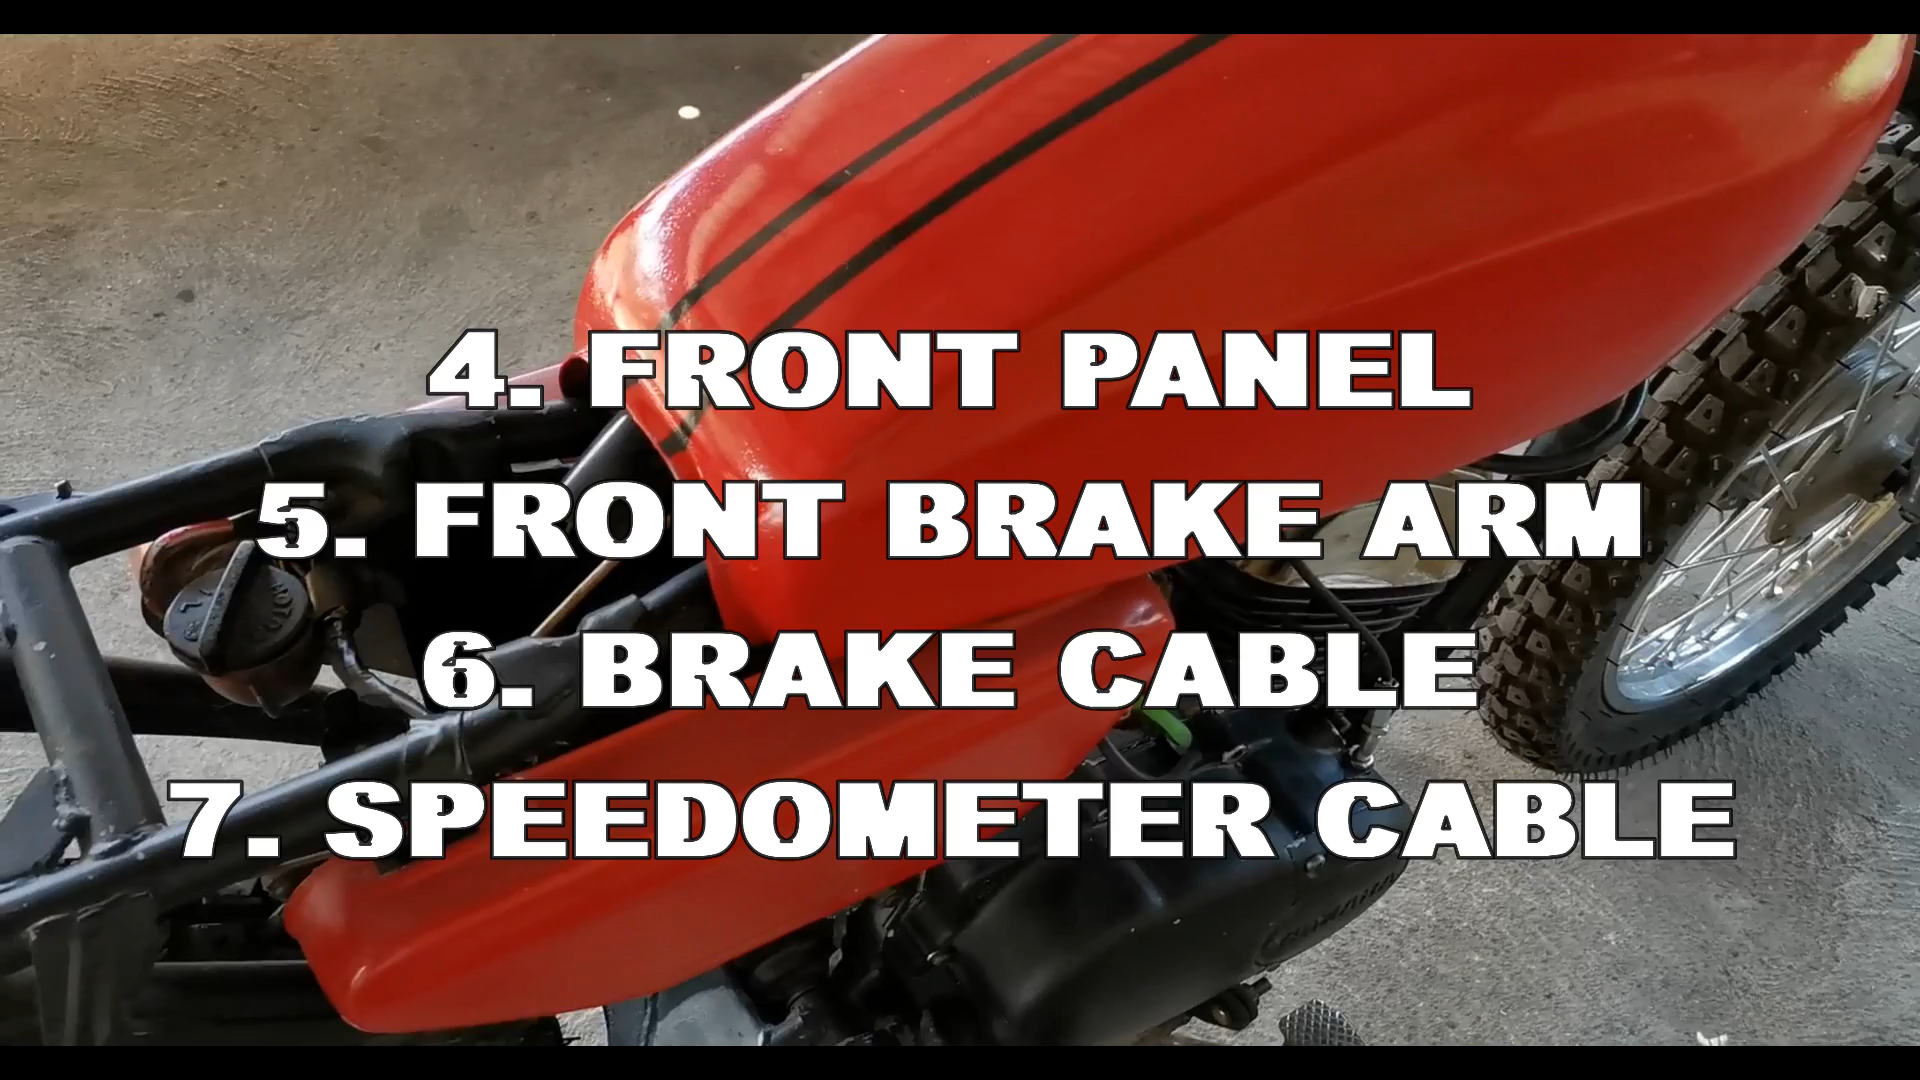 4. FRONT PANEL
5. FRONT BRAKE ARM
6. BRAKE CABLE
7. SPEEDOMETER CABLE